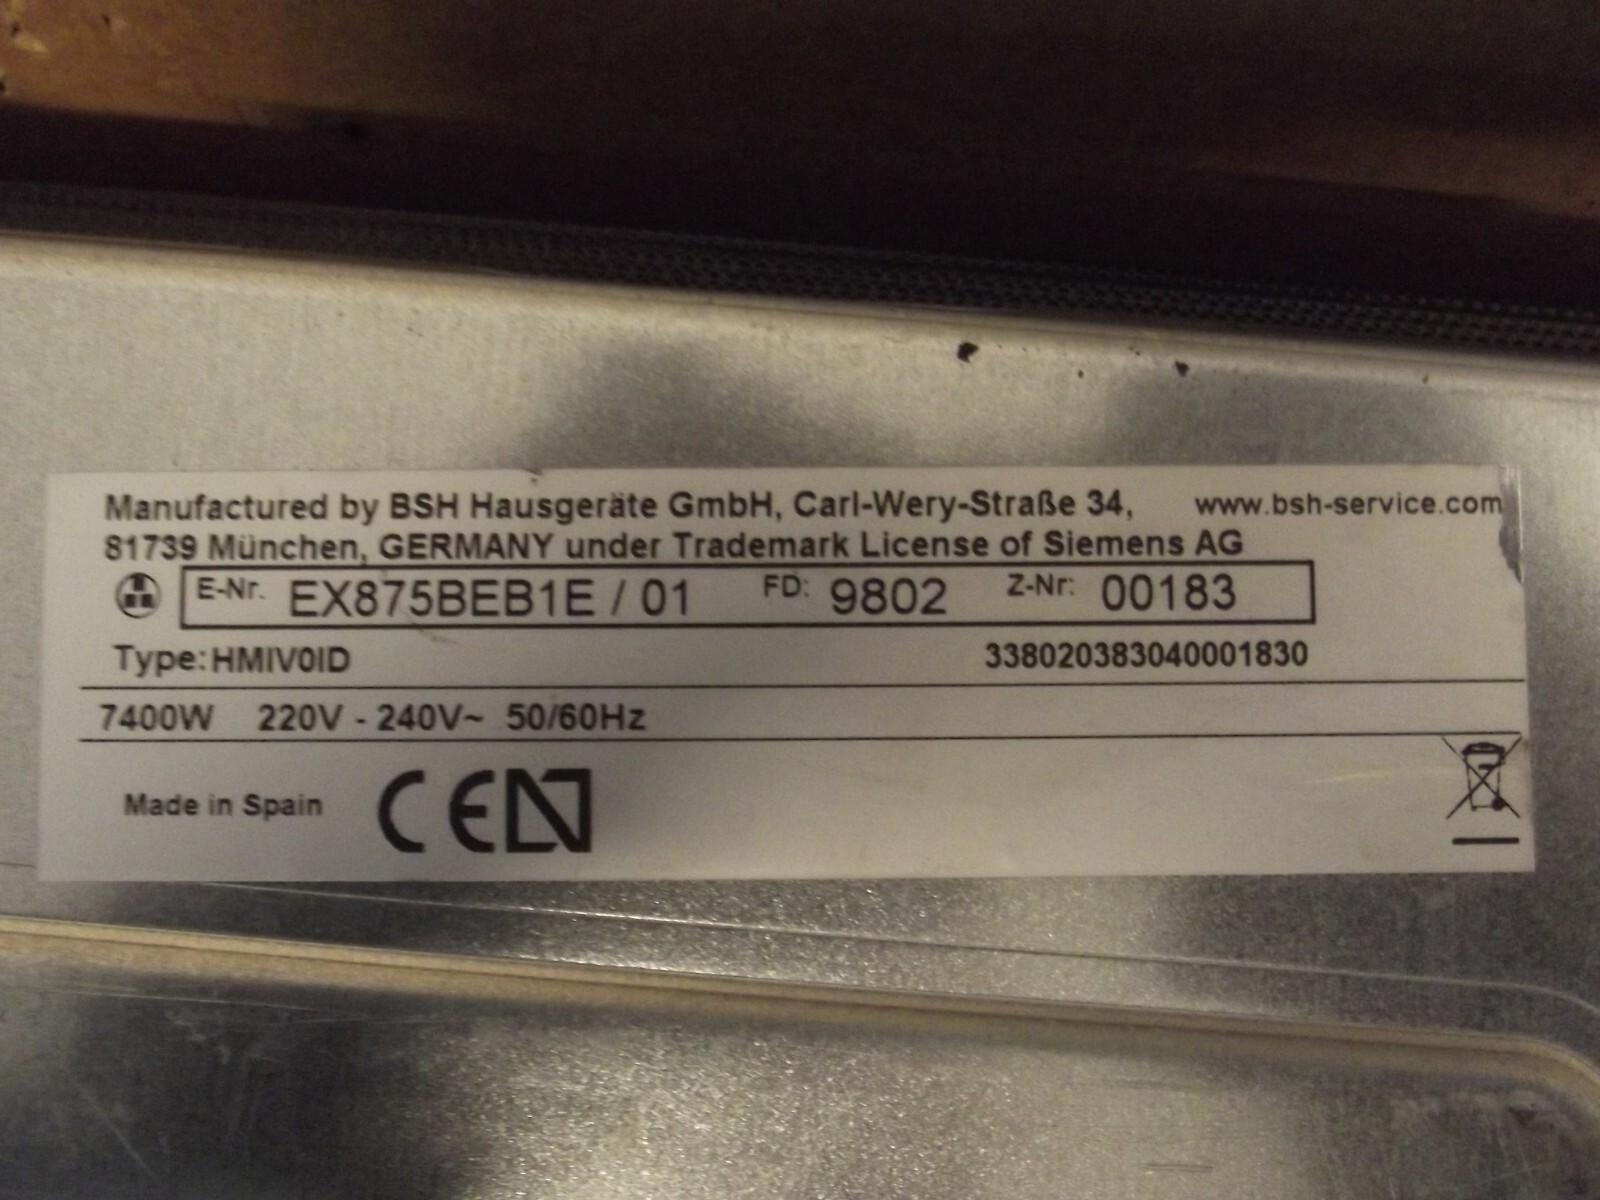 Manufactured by BSH Hausgeräte GmbH, Carl-Wery-Straße 34, www.bsh-service.com
81739 München, GERMANY under Trademark License of Siemens AG
E-Nr. EX875BEB1E / 01 FD: 9802 Z-Nr: 00183
Type: HMIV0ID 338020383040001830
7400W 220V - 240V~ 50/60Hz
Made in Spain CE N